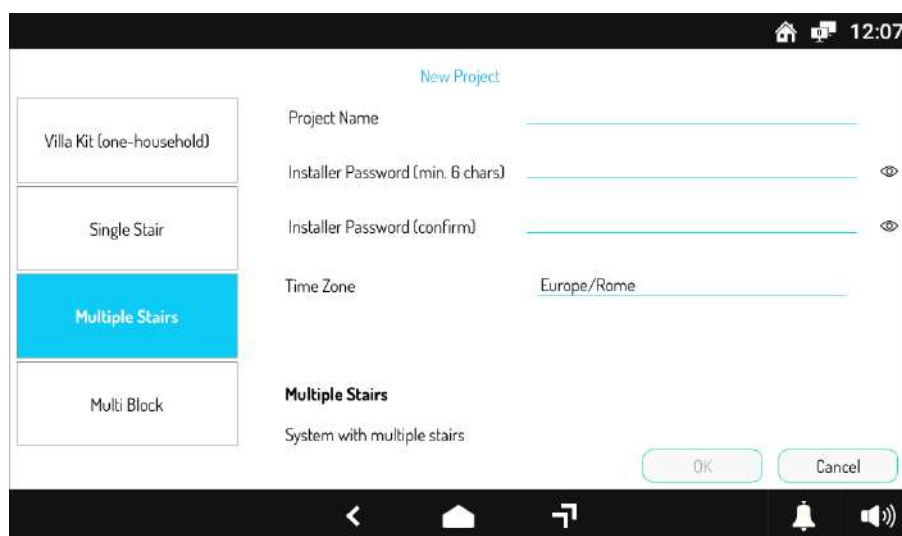 12:07
New Project
Villa Kit (one-household)
Single Stair
Multiple Stairs
Multi Block
Project Name
Installer Password (min. 6 chars)
Installer Password (confirm)
Time Zone
Europe/Rome
Multiple Stairs
System with multiple stairs
OK
Cancel